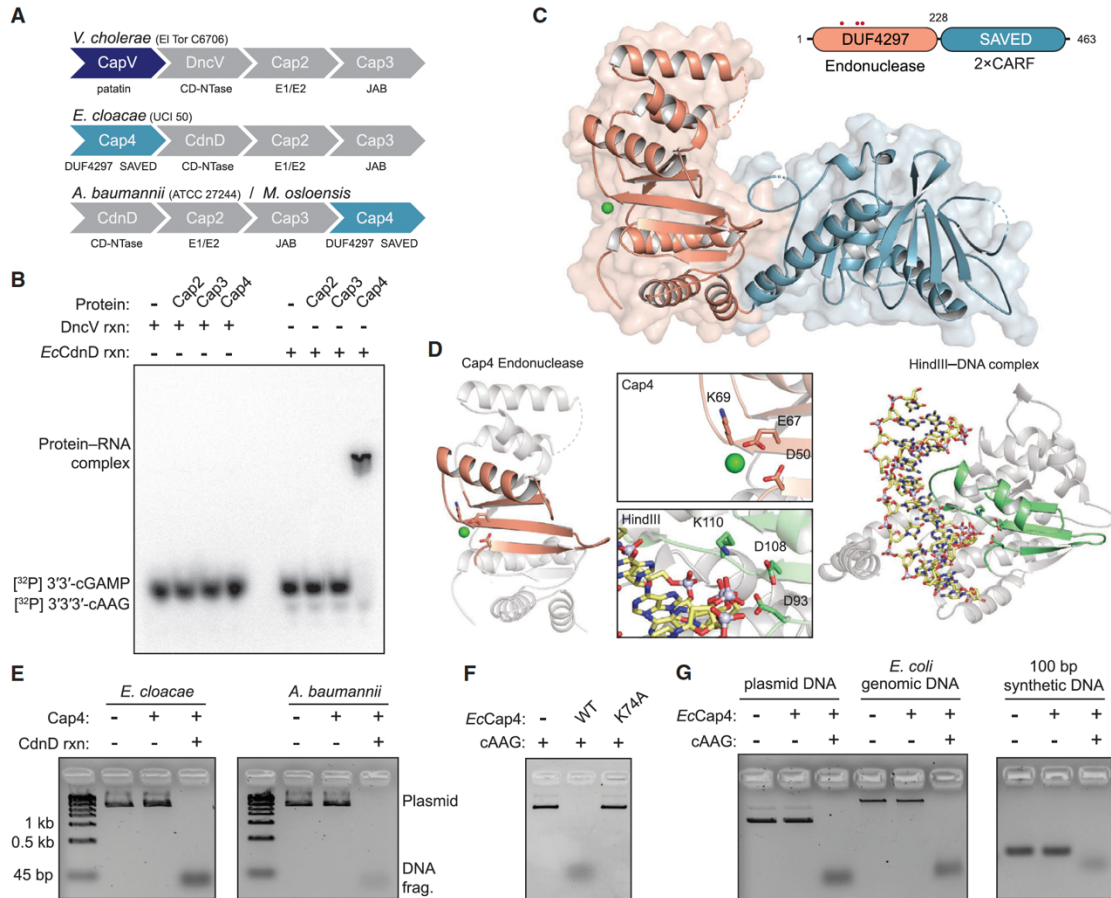 A
V. cholerae (El Tor C6706)
CapV DncV Cap2 Cap3
patatin CD-NTase E1/E2 JAB
E. cloacae (UCI 50)
Cap4 CdnD Cap2 Cap3
DUF4297 SAVED CD-NTase E1/E2 JAB
A. baumannii (ATCC 27244) / M. osloensis
CdnD Cap2 Cap3 Cap4
CD-NTase E1/E2 JAB DUF4297 SAVED
B
Protein: - Cap2 Cap3 Cap4 - Cap2 Cap3 Cap4
DncV rxn: + + + + - - - -
EcCdnD rxn: - - - - + + + +
Protein–RNA
complex
[32P] 3′3′-cGAMP
[32P] 3′3′3′-cAAG
C
228
1 DUF4297 SAVED 463
Endonuclease 2×CARF
D
Cap4 Endonuclease
Cap4
K69
E67
D50
HindIII
K110
D108
D93
HindIII–DNA complex
E
E. cloacae A. baumannii
Cap4: - + + - + +
CdnD rxn: - - + - - +
1 kb
0.5 kb
45 bp
Plasmid
DNA
frag.
F
EcCap4: - WT K74A
cAAG: + + +
G
plasmid DNA
E. coli
genomic DNA
100 bp
synthetic DNA
EcCap4: - + + - + + - + +
cAAG: - - + - - + - - +